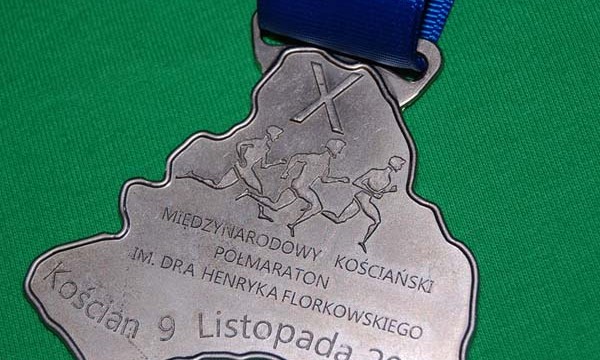 X
MIĘDZYNARODOWY KOŚCIAŃSKI
PÓŁMARATON
IM. DRA HENRYKA FLORKOWSKIEGO
Kościan 9 Listopada